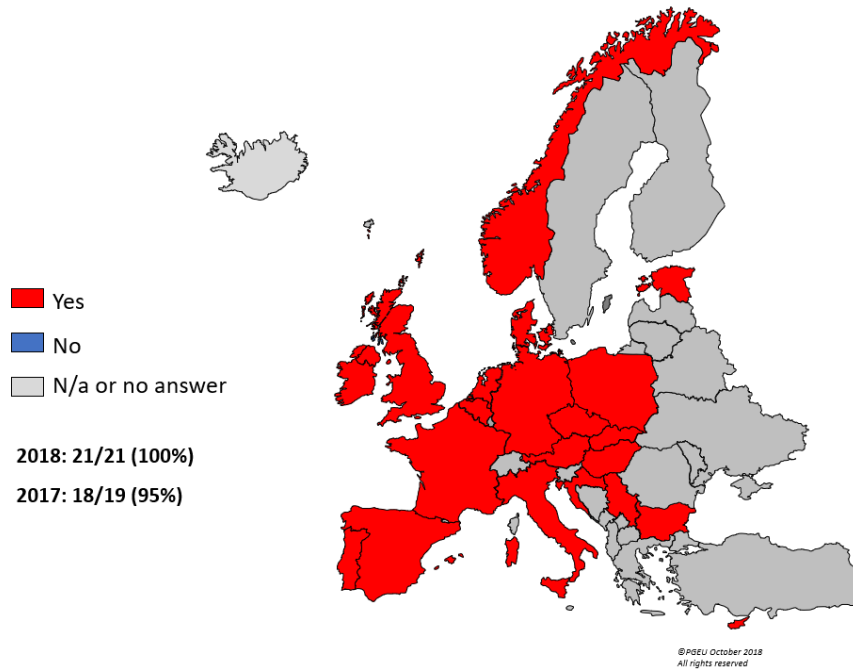 Yes
No
N/a or no answer
2018: 21/21 (100%)
2017: 18/19 (95%)
©PGEU October 2018
All rights reserved